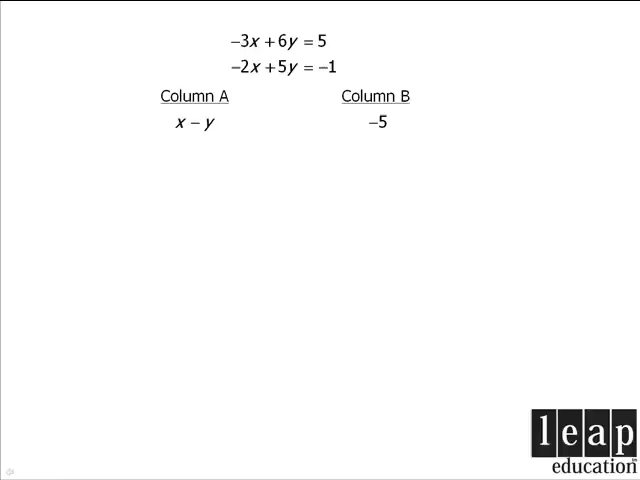 −3x + 6y = 5
−2x + 5y = −1
Column A    Column B
x − y    −5
leap
education